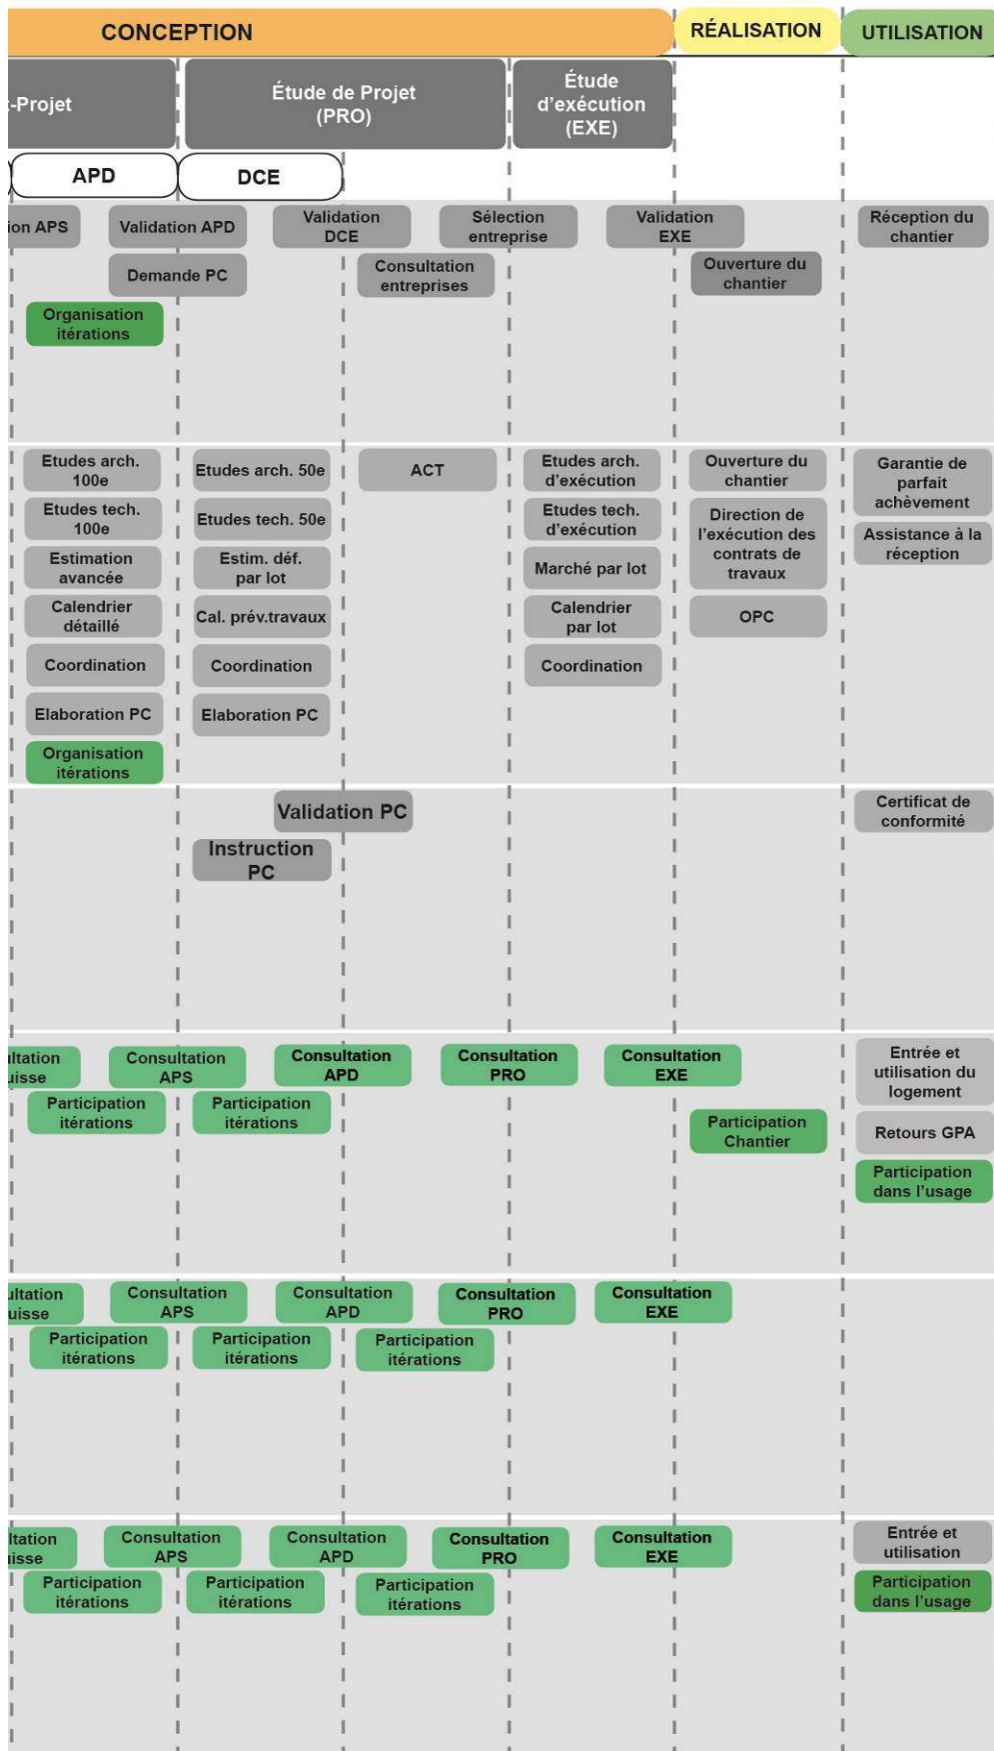 CONCEPTION
RÉALISATION
UTILISATION
-Projet
Étude de Projet
(PRO)
Étude
d'exécution
(EXE)
APD
DCE
ion APS
Validation APD
Validation
DCE
Sélection
entreprise
Validation
EXE
Réception du
chantier
Demande PC
Consultation
entreprises
Ouverture du
chantier
Organisation
itérations
Etudes arch.
100e
Etudes arch. 50e
ACT
Etudes arch.
d'exécution
Ouverture du
chantier
Garantie de
parfait
achèvement
Etudes tech.
100e
Etudes tech. 50e
Etudes tech.
d'exécution
Direction de
l'exécution des
contrats de
travaux
Assistance à la
réception
Estimation
avancée
Estim. déf.
par lot
Marché par lot
Calendrier
détaillé
Cal. prév.travaux
Calendrier
par lot
OPC
Coordination
Coordination
Coordination
Elaboration PC
Elaboration PC
Organisation
itérations
Validation PC
Certificat de
conformité
Instruction
PC
ultation
uisse
Consultation
APS
Consultation
APD
Consultation
PRO
Consultation
EXE
Entrée et
utilisation du
logement
Participation
itérations
Participation
itérations
Participation
Chantier
Retours GPA
Participation
dans l'usage
ultation
uisse
Consultation
APS
Consultation
APD
Consultation
PRO
Consultation
EXE
Participation
itérations
Participation
itérations
Participation
itérations
ltation
isse
Consultation
APS
Consultation
APD
Consultation
PRO
Consultation
EXE
Entrée et
utilisation
Participation
itérations
Participation
itérations
Participation
itérations
Participation
dans l'usage